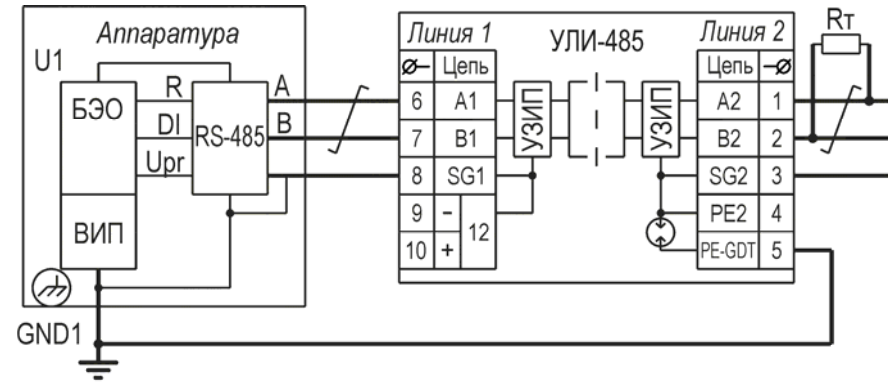 Аппаратура
U1
БЭО
R
DI
Upr
RS-485
A
B
ВИП
GND1
Линия 1
УЛИ-485
Линия 2
Rт
Цепь
Цепь
6 A1
УЗИП
УЗИП
A2 1
7 B1
B2 2
8 SG1
SG2 3
9 -
12
PE2 4
10 +
PE-GDT 5